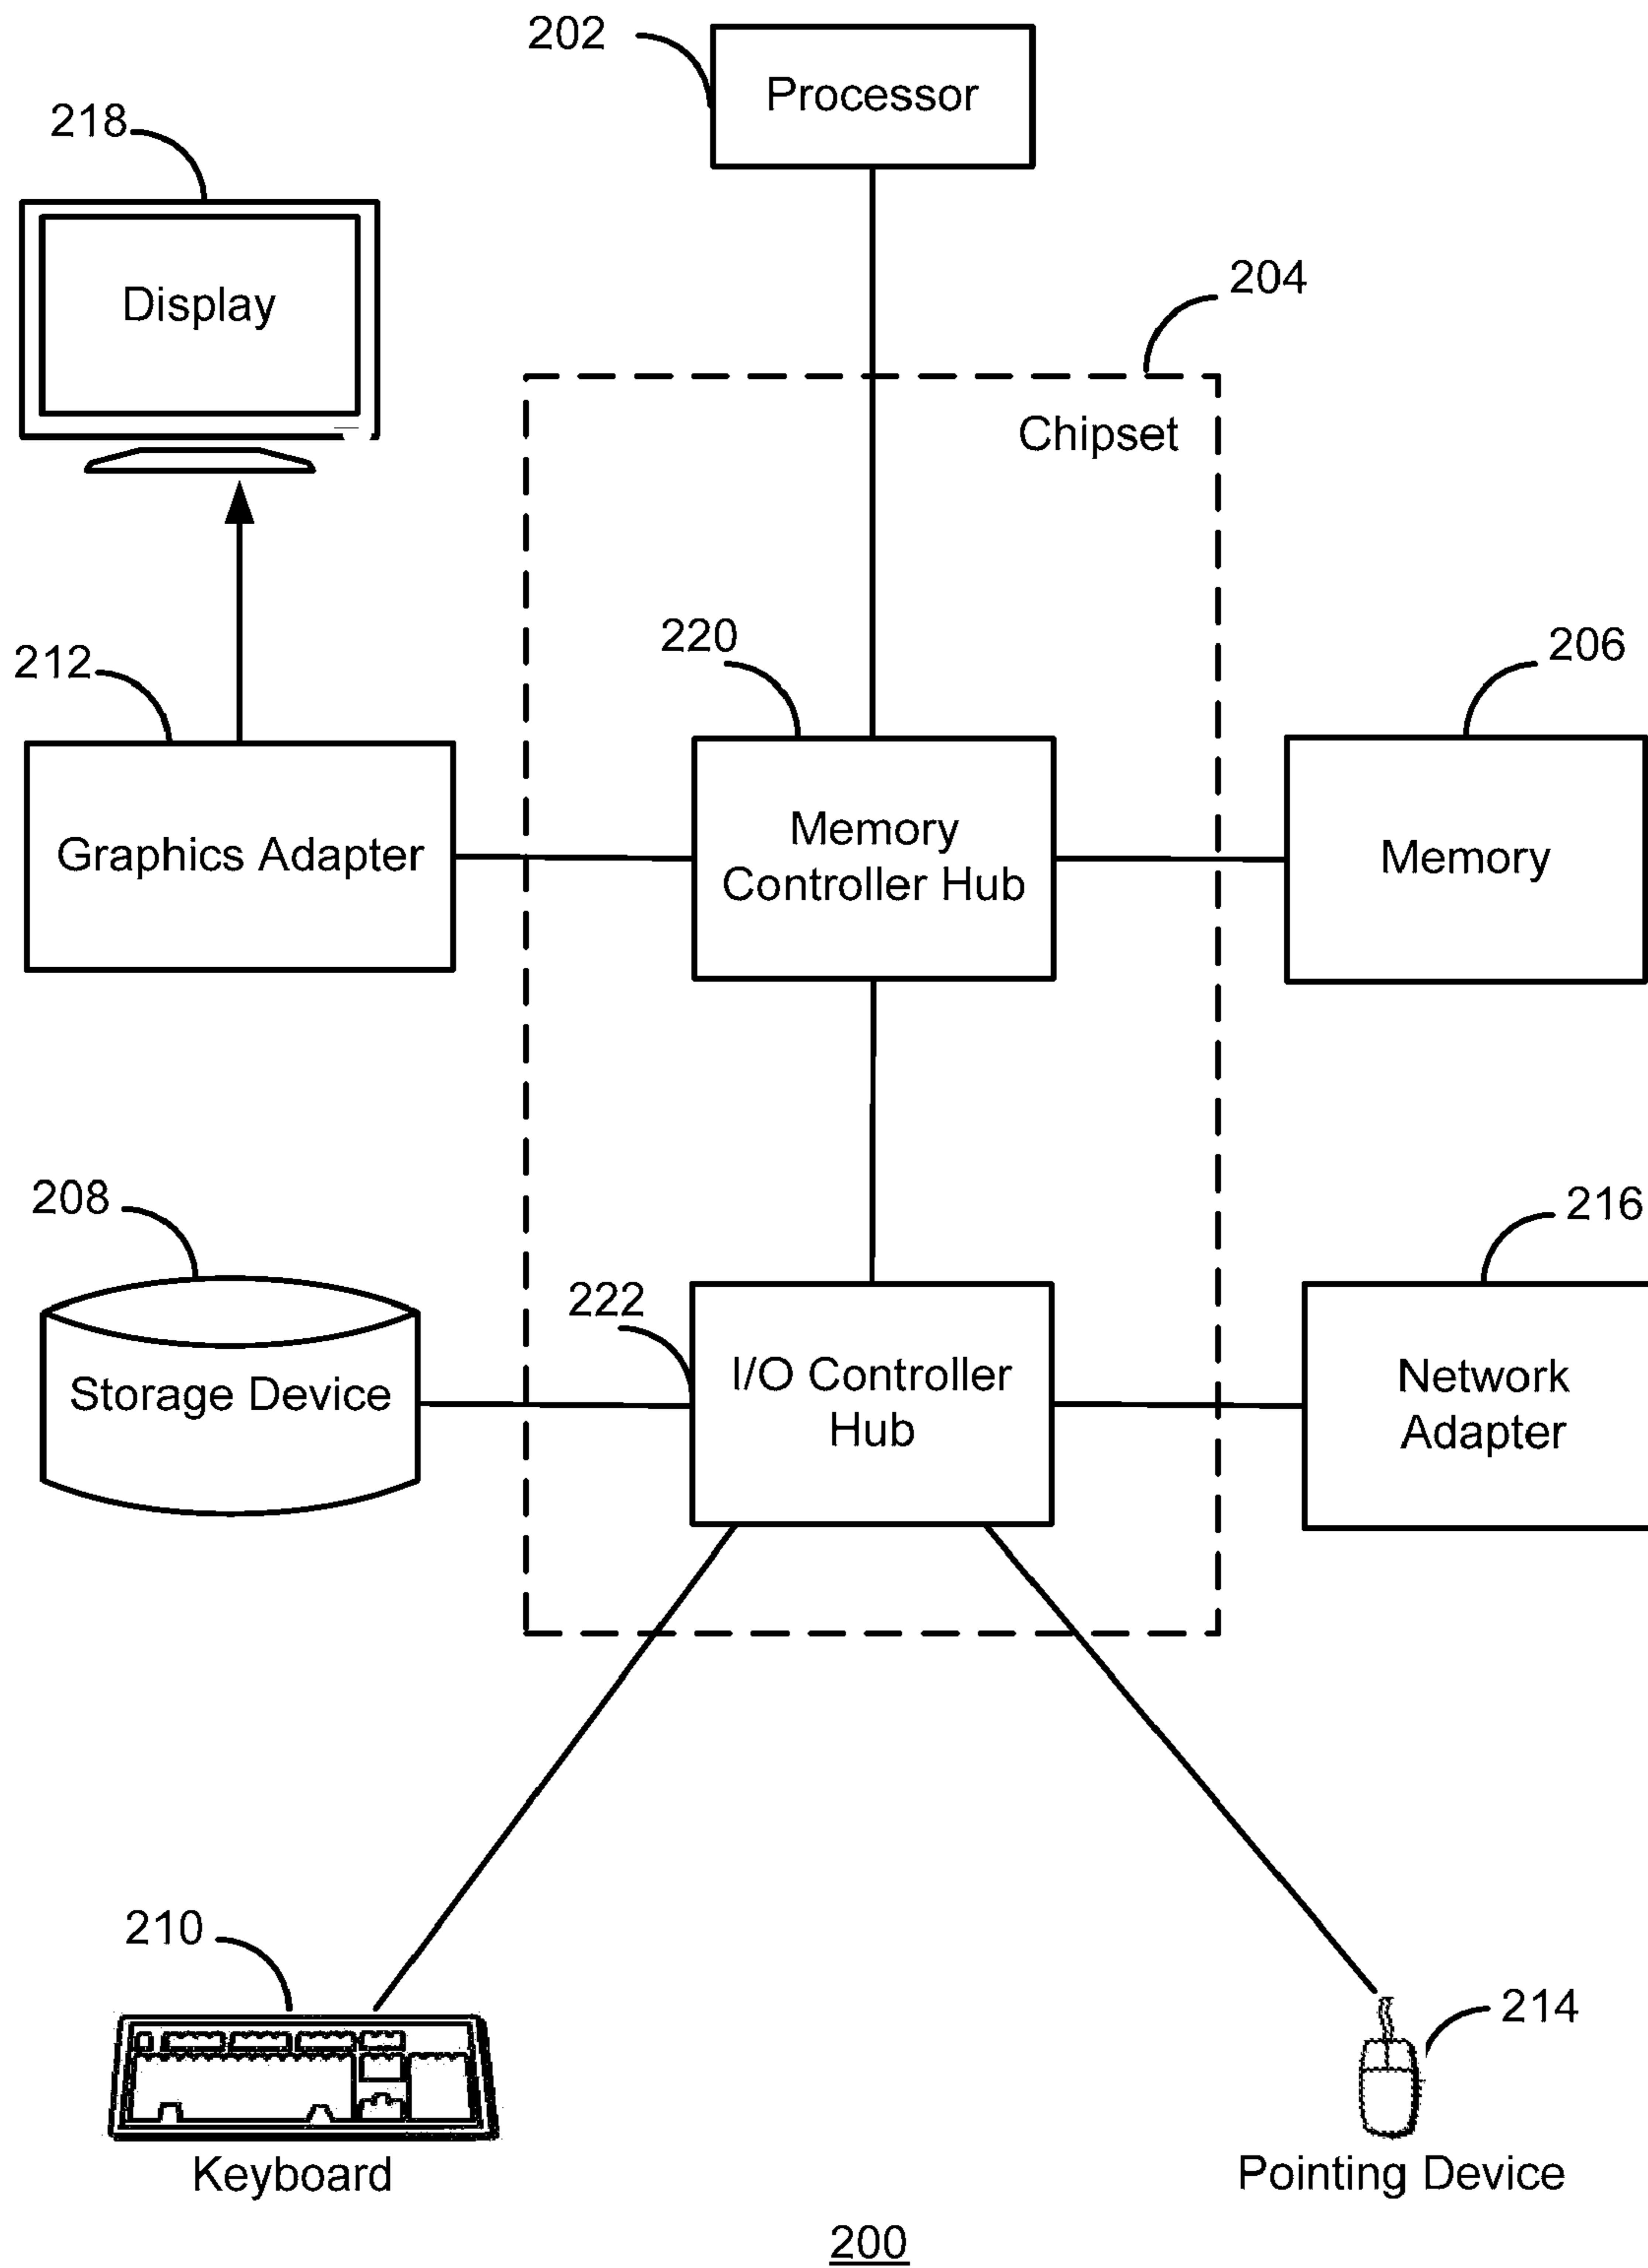 202
Processor
218
Display
204
Chipset
220
206
212
Memory
Controller Hub
Graphics Adapter
Memory
208
216
222
I/O Controller
Hub
Storage Device
Network
Adapter
210
214
Keyboard
Pointing Device
200